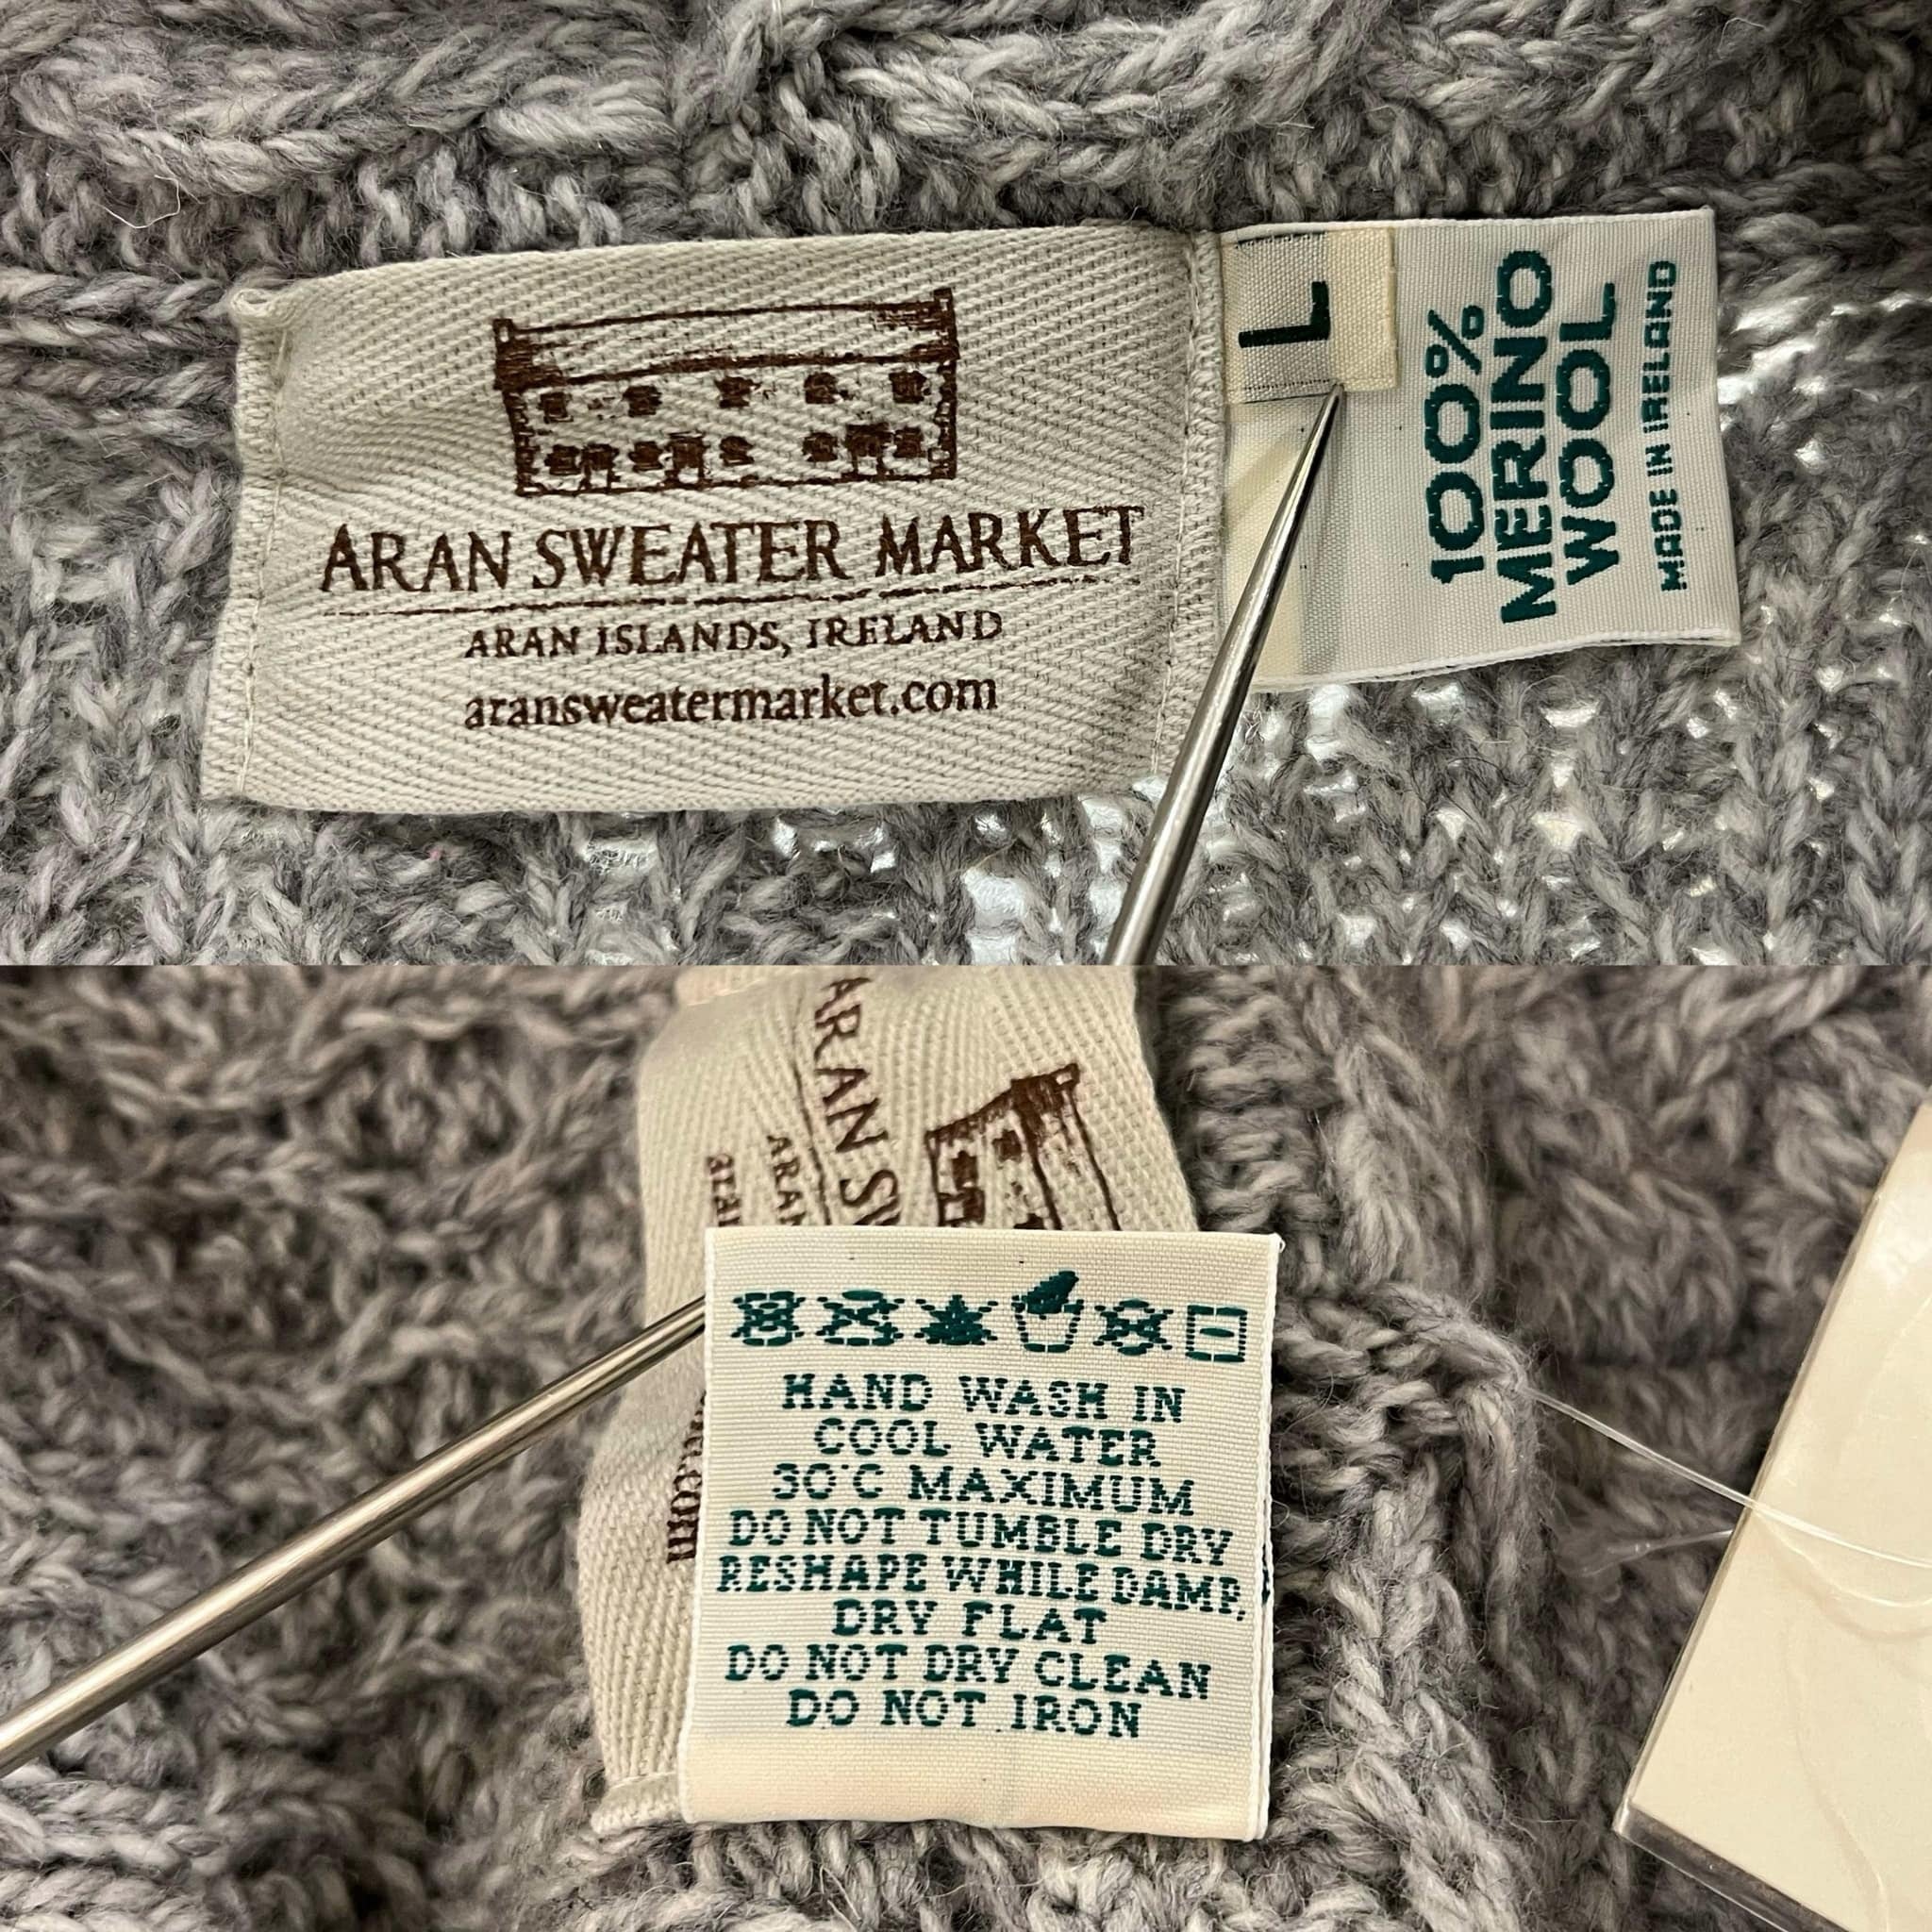 ARAN SWEATER MARKET
ARAN ISLANDS, IRELAND
aransweatermarket.com
L
100%
MERINO
WOOL
MADE IN IRELAND
ARAN SW
ARAN
HAND WASH IN
COOL WATER
30°C MAXIMUM
DO NOT TUMBLE DRY
RESHAPE WHILE DAMP,
DRY FLAT
DO NOT DRY CLEAN
DO NOT IRON